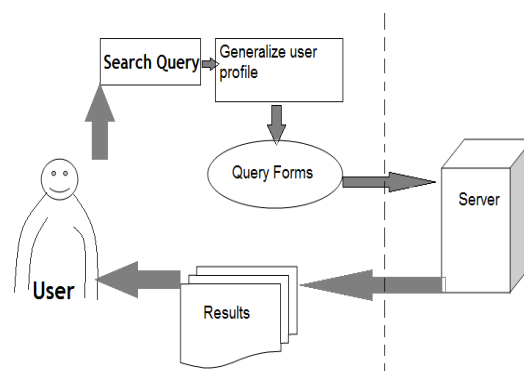 Search Query
Generalize user
profile
Query Forms
Server
User
Results